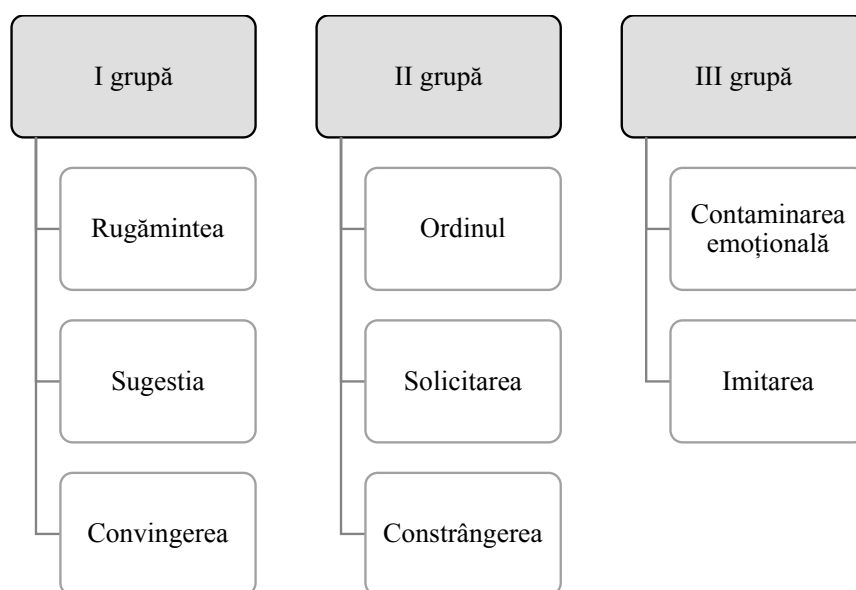 I grupă
Rugămintea
Sugestia
Convingerea
II grupă
Ordinul
Solicitarea
Constrângerea
III grupă
Contaminarea
emoțională
Imitarea